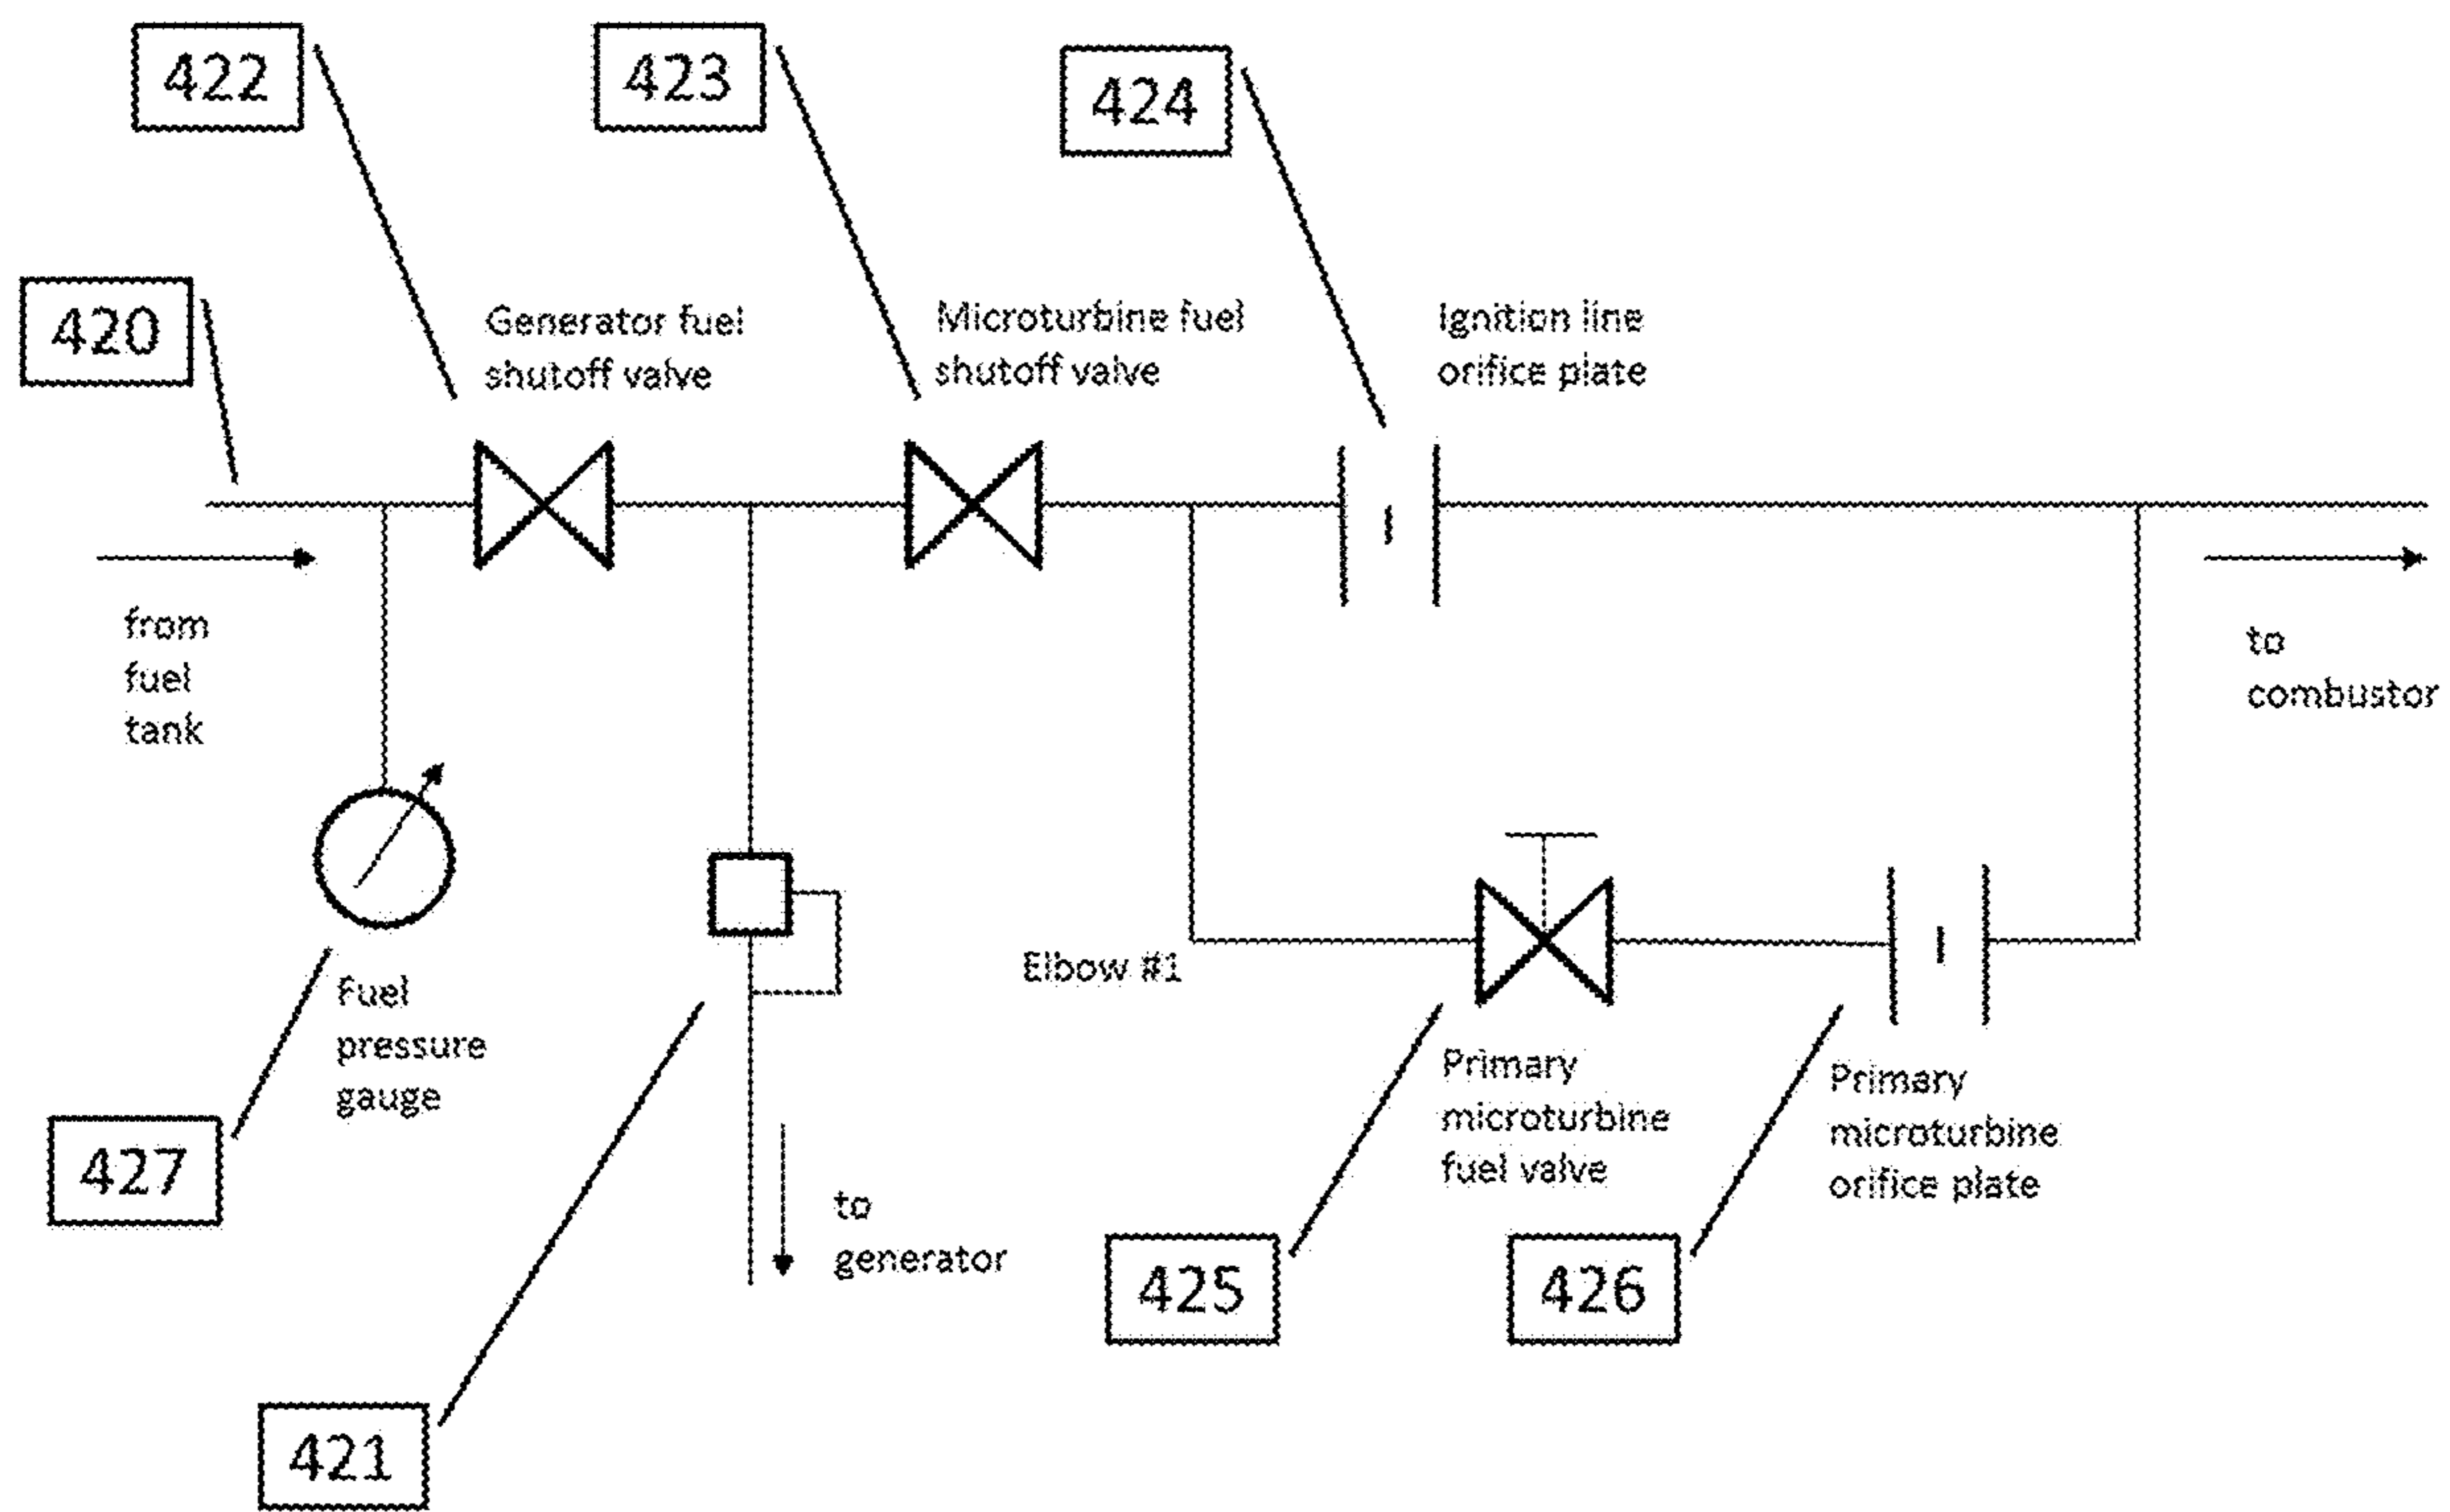 422
423
424
420
Generator fuel
shutoff valve
Microturbine fuel
shutoff valve
Ignition line
orifice plate
from
fuel
tank
to
combustor
Elbow #1
Fuel
pressure
gauge
Primary
microturbine
fuel valve
Primary
microturbine
orifice plate
427
to
generator
425
426
421